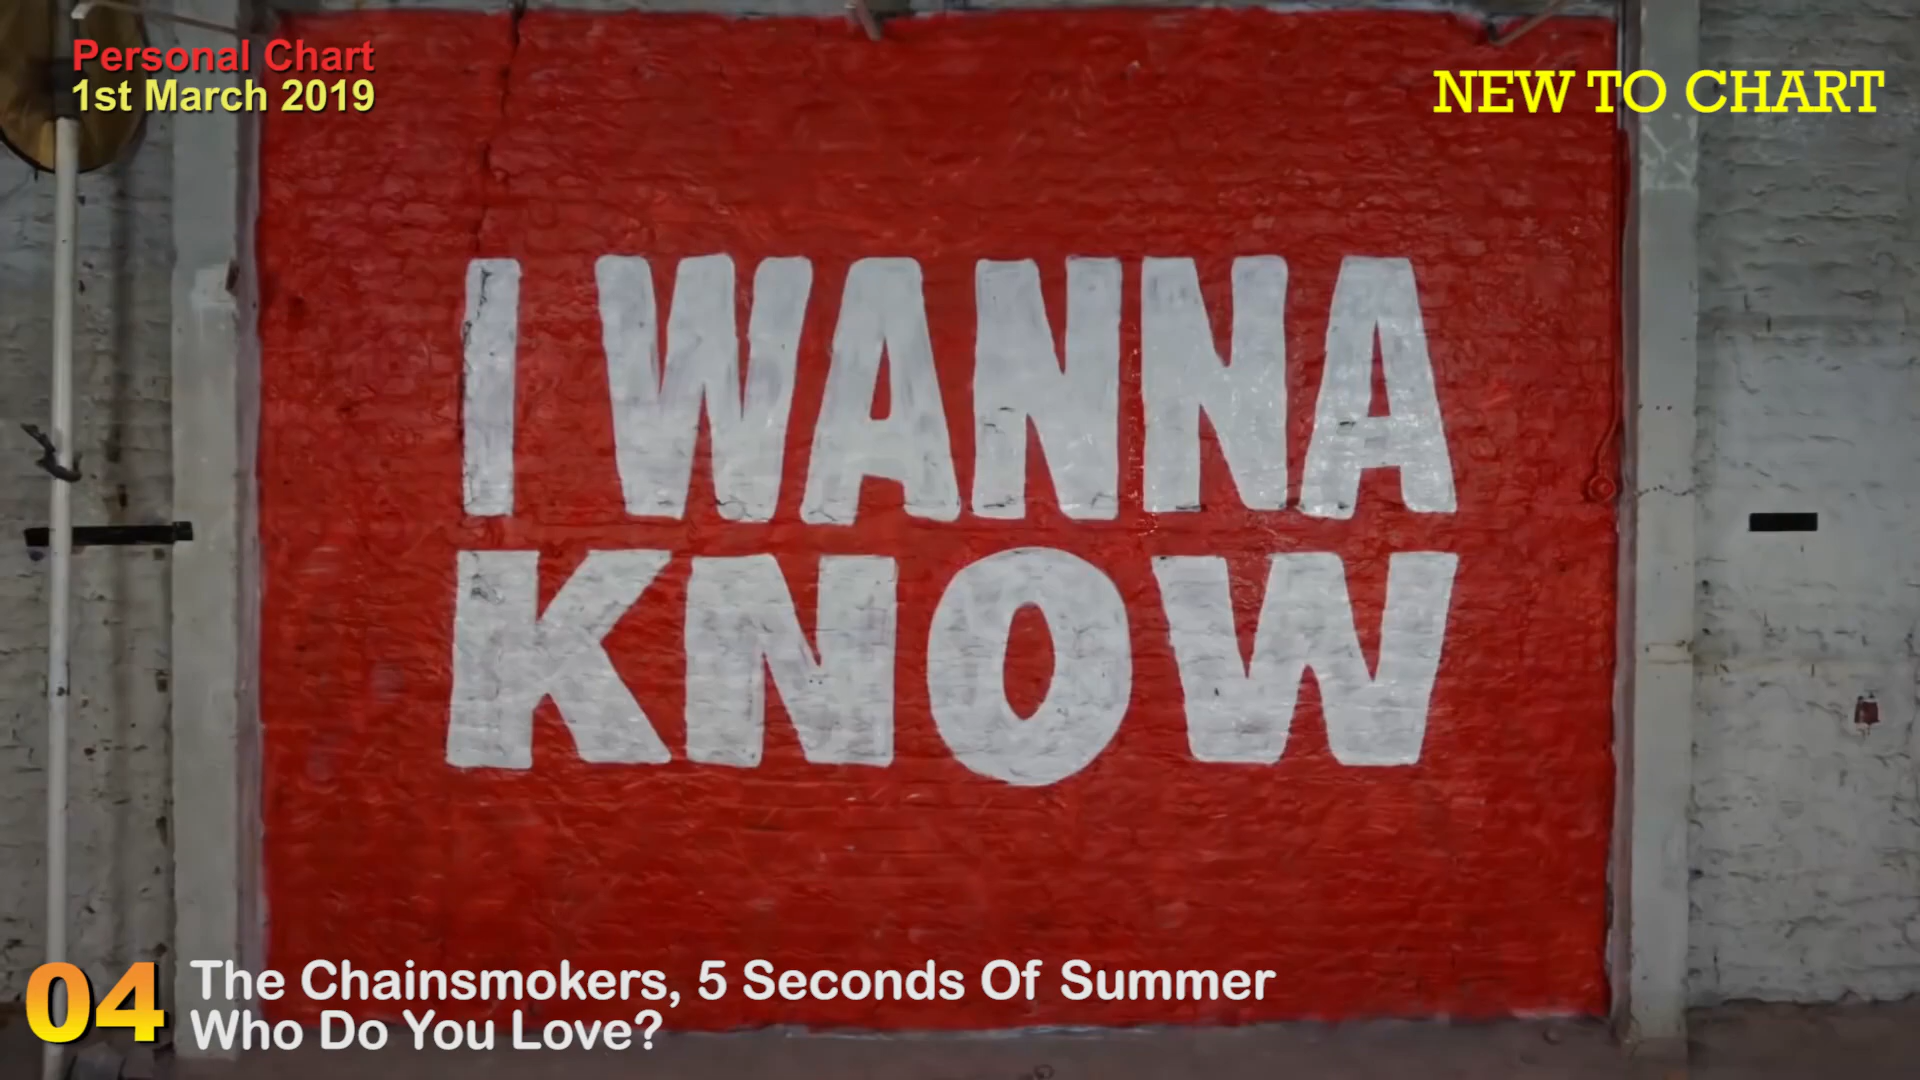 Personal Chart
1st March 2019
NEW TO CHART
I WANNA
KNOW
04
The Chainsmokers, 5 Seconds Of Summer
Who Do You Love?